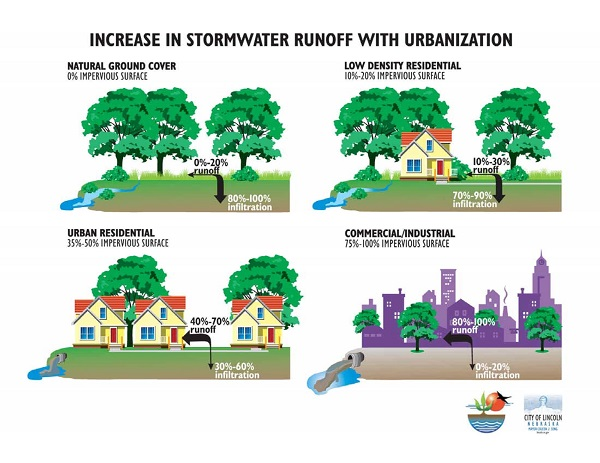 INCREASE IN STORMWATER RUNOFF WITH URBANIZATION
NATURAL GROUND COVER
0% IMPERVIOUS SURFACE
0%-20%
runoff
80%-100%
infiltration
LOW DENSITY RESIDENTIAL
10%-20% IMPERVIOUS SURFACE
10%-30%
runoff
70%-90%
infiltration
URBAN RESIDENTIAL
35%-50% IMPERVIOUS SURFACE
40%-70%
runoff
30%-60%
infiltration
COMMERCIAL/INDUSTRIAL
75%-100% IMPERVIOUS SURFACE
80%-100%
runoff
0%-20%
infiltration
CITY OF LINCOLN
NEBRASKA